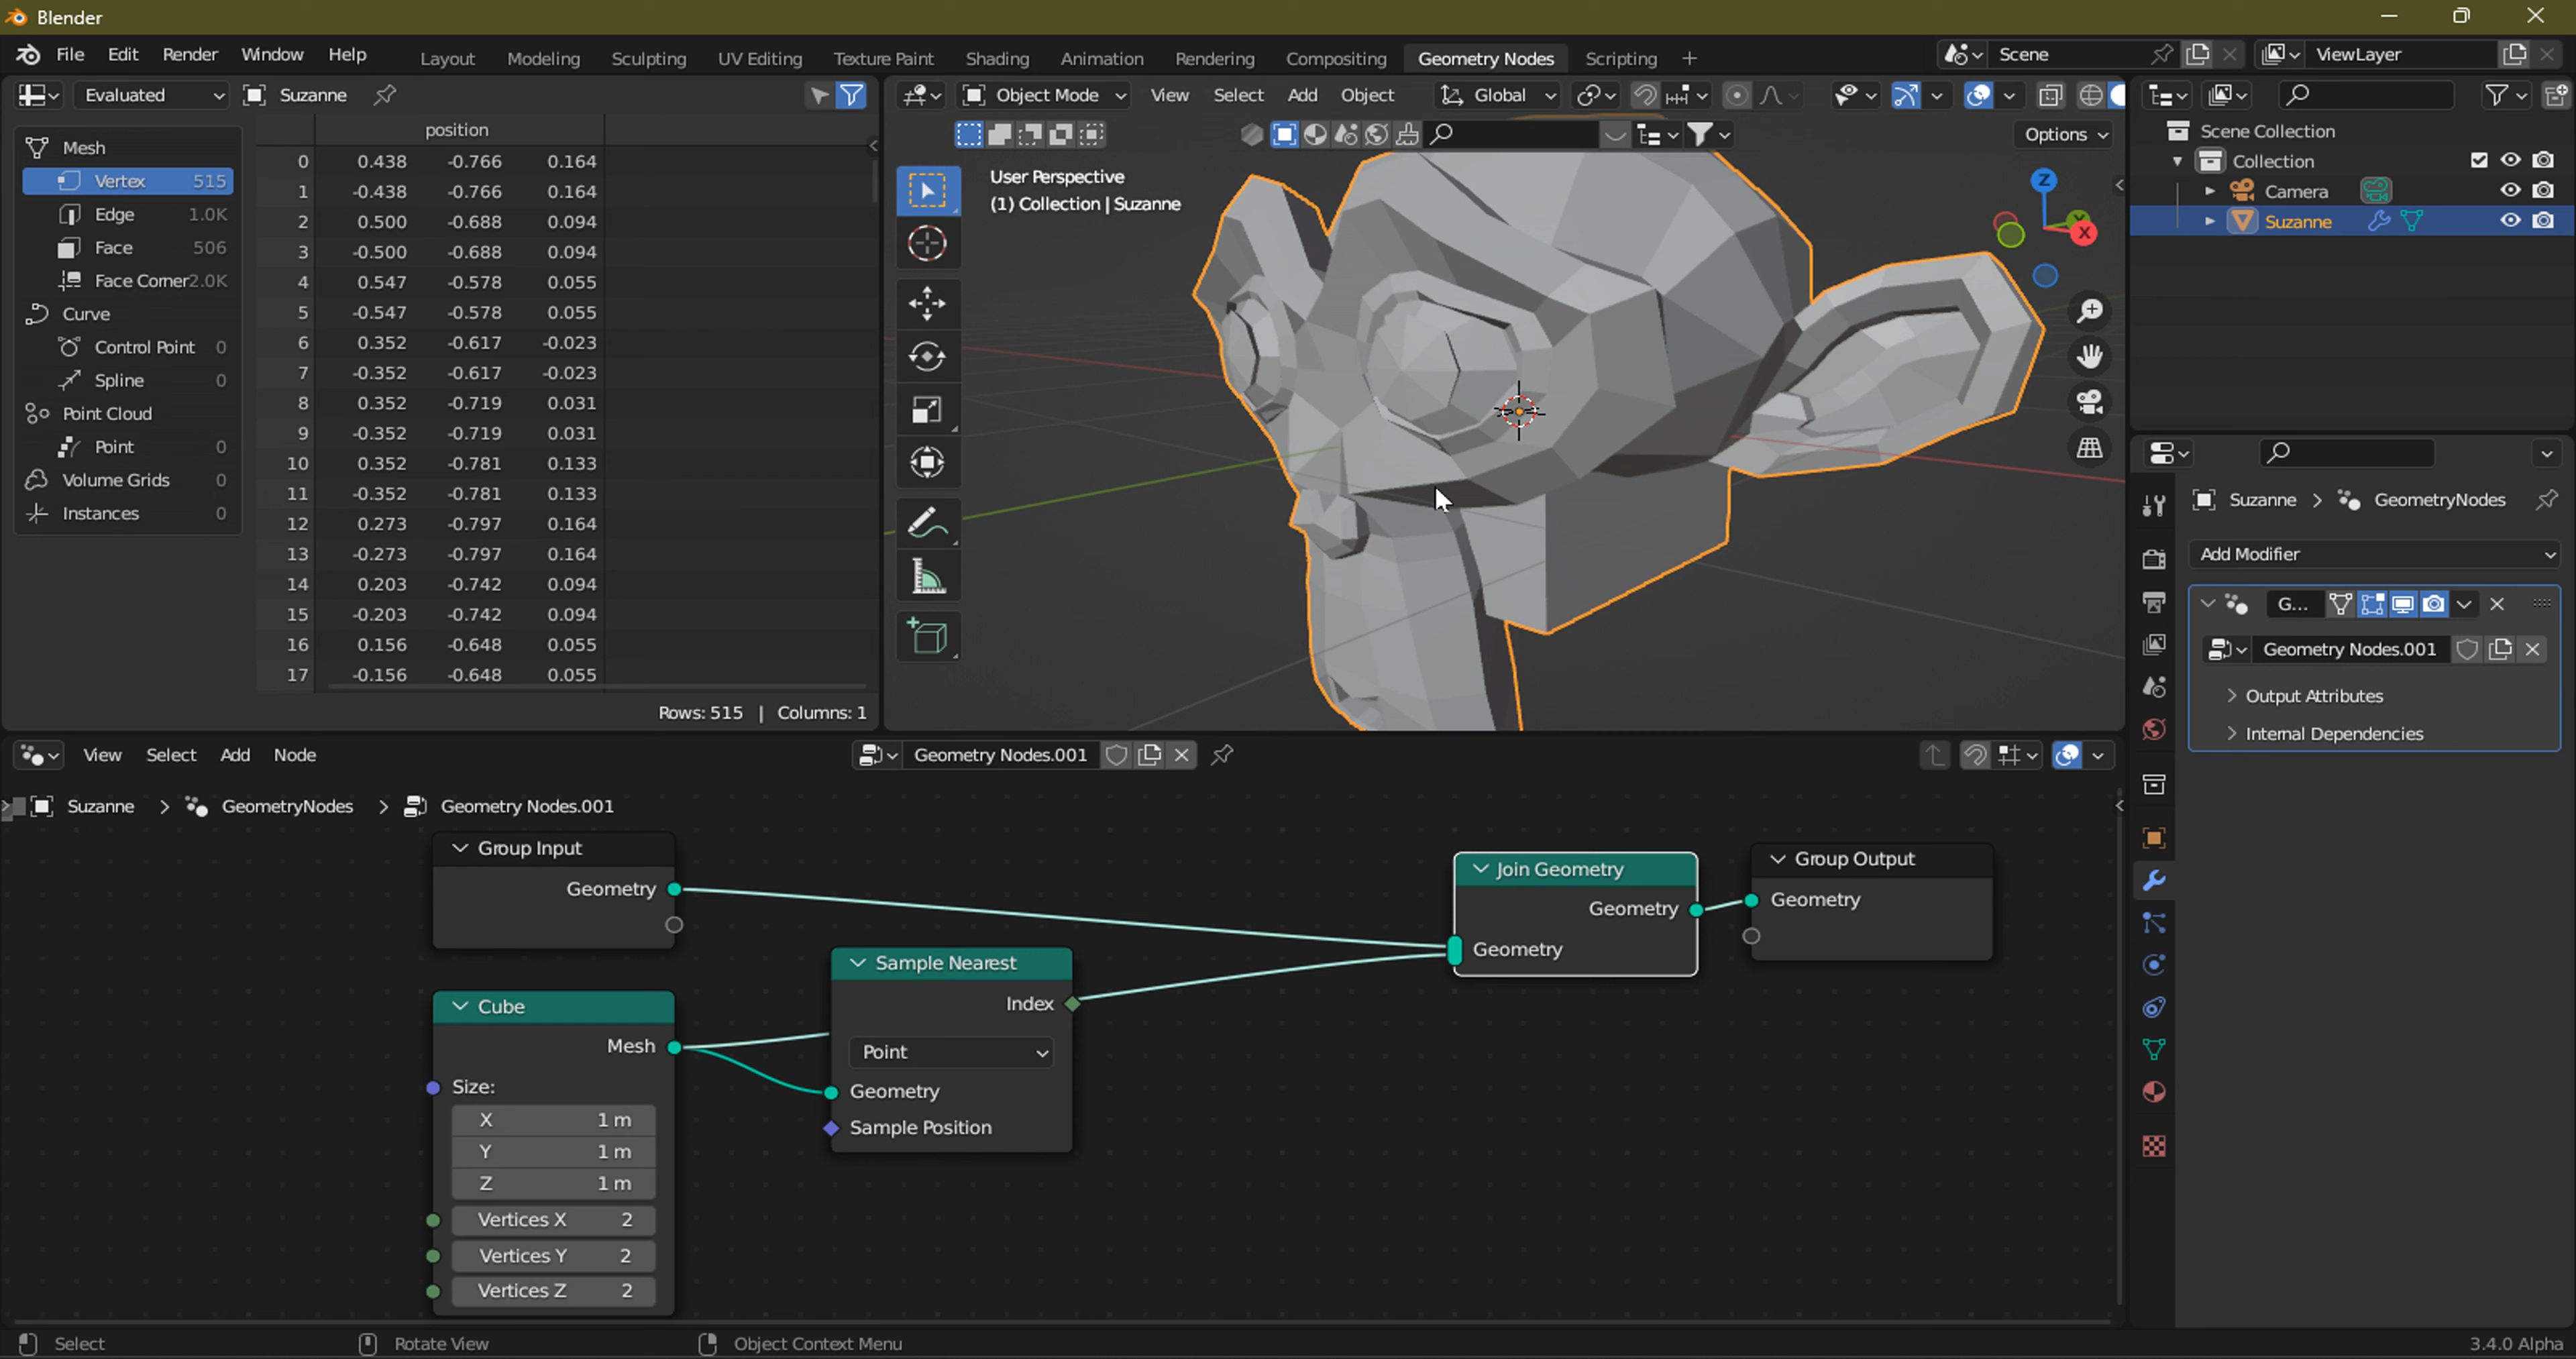 Blender
File Edit Render Window Help Layout Modeling Sculpting UV Editing Texture Paint Shading Animation Rendering Compositing Geometry Nodes Scripting + Scene ViewLayer
Evaluated Suzanne
Object Mode View Select Add Object Global
Options
Mesh
Vertex 515
Edge 1.0K
Face 506
Face Corner 2.0K
Curve
Control Point 0
Spline 0
Point Cloud
Point 0
Volume Grids 0
Instances 0
position
0 0.438 -0.766 0.164
1 -0.438 -0.766 0.164
2 0.500 -0.688 0.094
3 -0.500 -0.688 0.094
4 0.547 -0.578 0.055
5 -0.547 -0.578 0.055
6 0.352 -0.617 -0.023
7 -0.352 -0.617 -0.023
8 0.352 -0.719 0.031
9 -0.352 -0.719 0.031
10 0.352 -0.781 0.133
11 -0.352 -0.781 0.133
12 0.273 -0.797 0.164
13 -0.273 -0.797 0.164
14 0.203 -0.742 0.094
15 -0.203 -0.742 0.094
16 0.156 -0.648 0.055
17 -0.156 -0.648 0.055
Rows: 515 | Columns: 1
User Perspective
(1) Collection | Suzanne
Z
Y
X
Scene Collection
Collection
Camera
Suzanne
Suzanne > GeometryNodes
Add Modifier
G...
Geometry Nodes.001
Output Attributes
Internal Dependencies
View Select Add Node Geometry Nodes.001
Suzanne > GeometryNodes > Geometry Nodes.001
Group Input
Geometry
Cube
Mesh
Size:
X 1 m
Y 1 m
Z 1 m
Vertices X 2
Vertices Y 2
Vertices Z 2
Sample Nearest
Index
Point
Geometry
Sample Position
Join Geometry
Geometry
Geometry
Group Output
Geometry
Select Rotate View Object Context Menu 3.4.0 Alpha